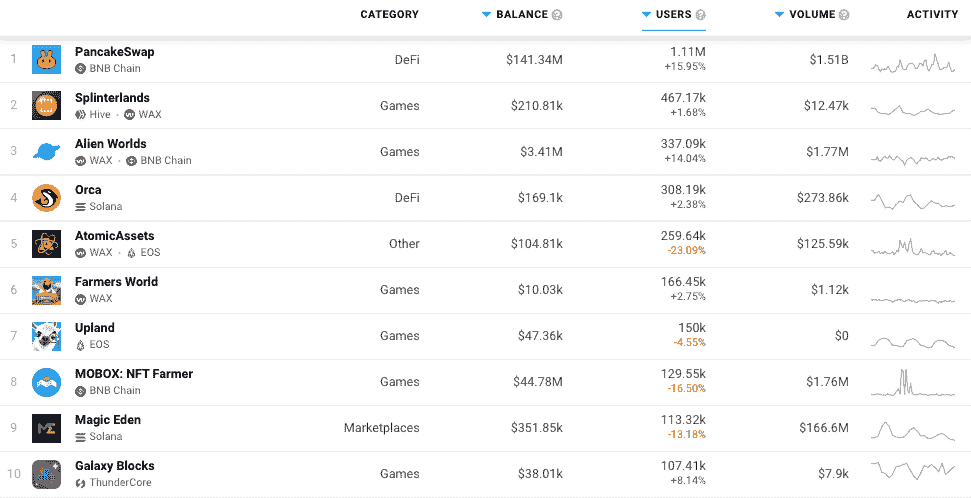 CATEGORY BALANCE ? USERS ? VOLUME ? ACTIVITY
1 PancakeSwap DeFi $141.34M 1.11M $1.51B
BNB Chain +15.95%
2 Splinterlands Games $210.81k 467.17k $12.47k
Hive · WAX +1.68%
3 Alien Worlds Games $3.41M 337.09k $1.77M
WAX · BNB Chain +14.04%
4 Orca DeFi $169.1k 308.19k $273.86k
Solana +2.38%
5 AtomicAssets Other $104.81k 259.64k $125.59k
WAX · EOS -23.09%
6 Farmers World Games $10.03k 166.45k $1.12k
WAX +2.75%
7 Upland Games $47.36k 150k $0
EOS -4.55%
8 MOBOX: NFT Farmer Games $44.78M 129.55k $1.76M
BNB Chain -16.50%
9 Magic Eden Marketplaces $351.85k 113.32k $166.6M
Solana -13.18%
10 Galaxy Blocks Games $38.01k 107.41k $7.9k
ThunderCore +8.14%